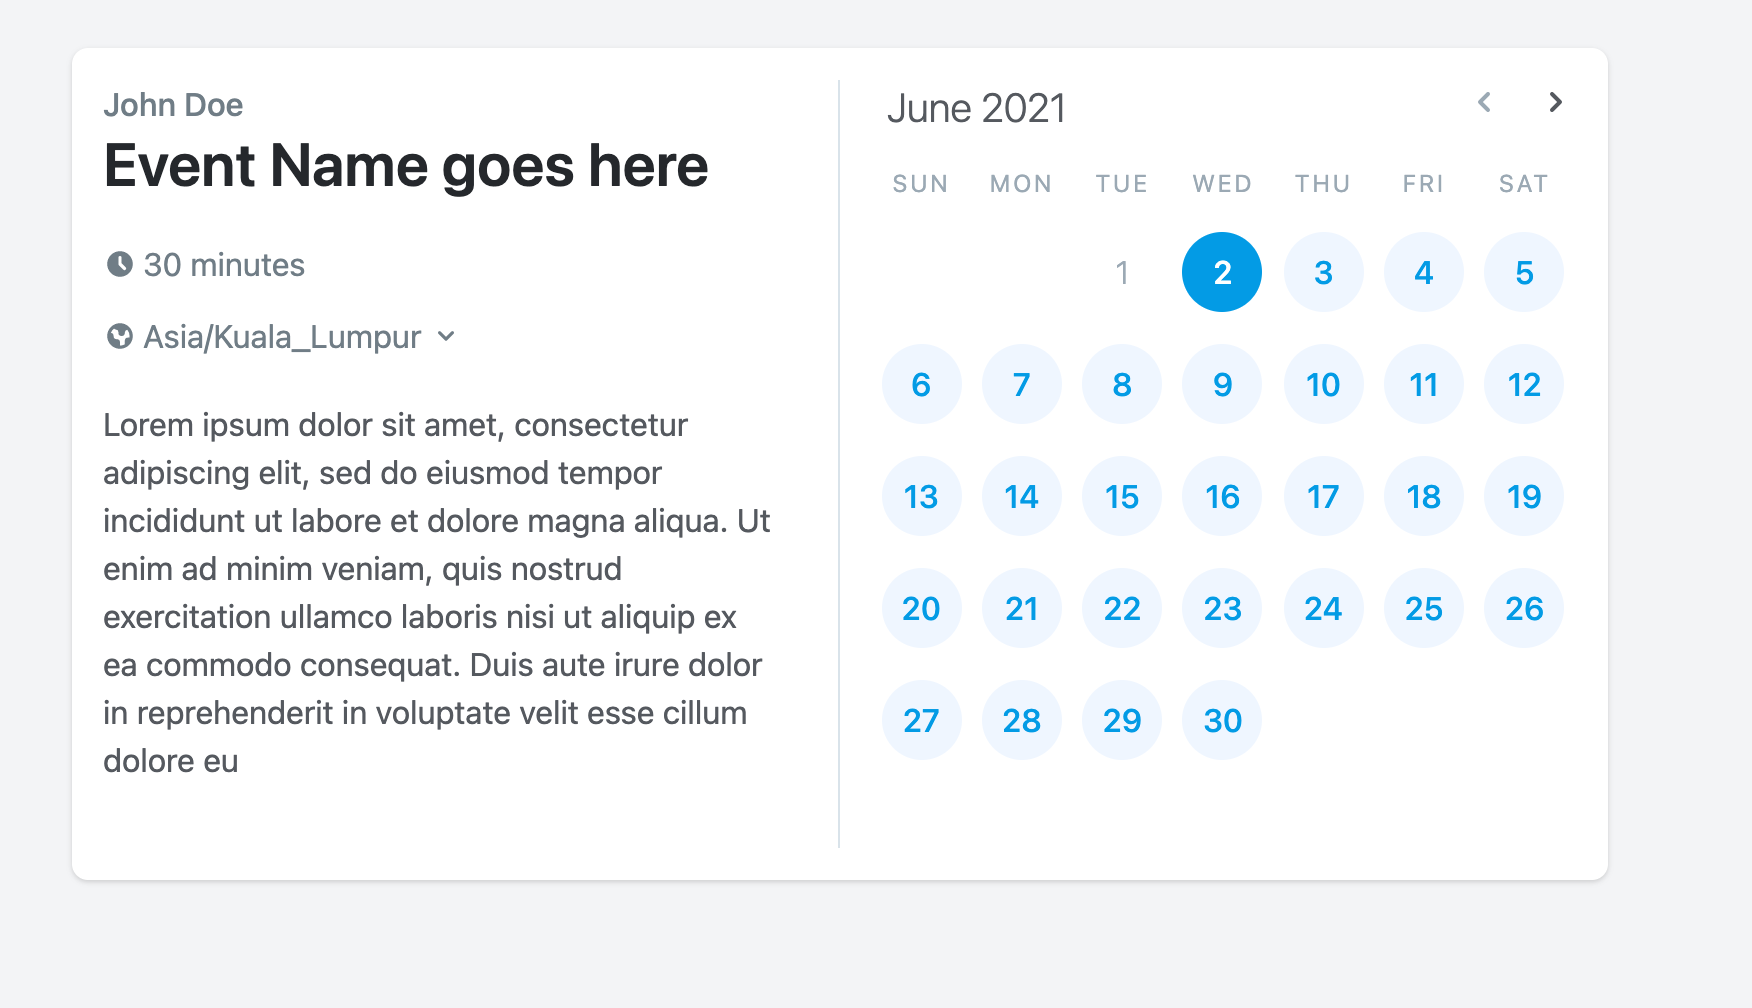 John Doe
Event Name goes here
30 minutes
Asia/Kuala_Lumpur
Lorem ipsum dolor sit amet, consectetur
adipiscing elit, sed do eiusmod tempor
incididunt ut labore et dolore magna aliqua. Ut
enim ad minim veniam, quis nostrud
exercitation ullamco laboris nisi ut aliquip ex
ea commodo consequat. Duis aute irure dolor
in reprehenderit in voluptate velit esse cillum
dolore eu
June 2021
SUN MON TUE WED THU FRI SAT
1 2 3 4 5
6 7 8 9 10 11 12
13 14 15 16 17 18 19
20 21 22 23 24 25 26
27 28 29 30